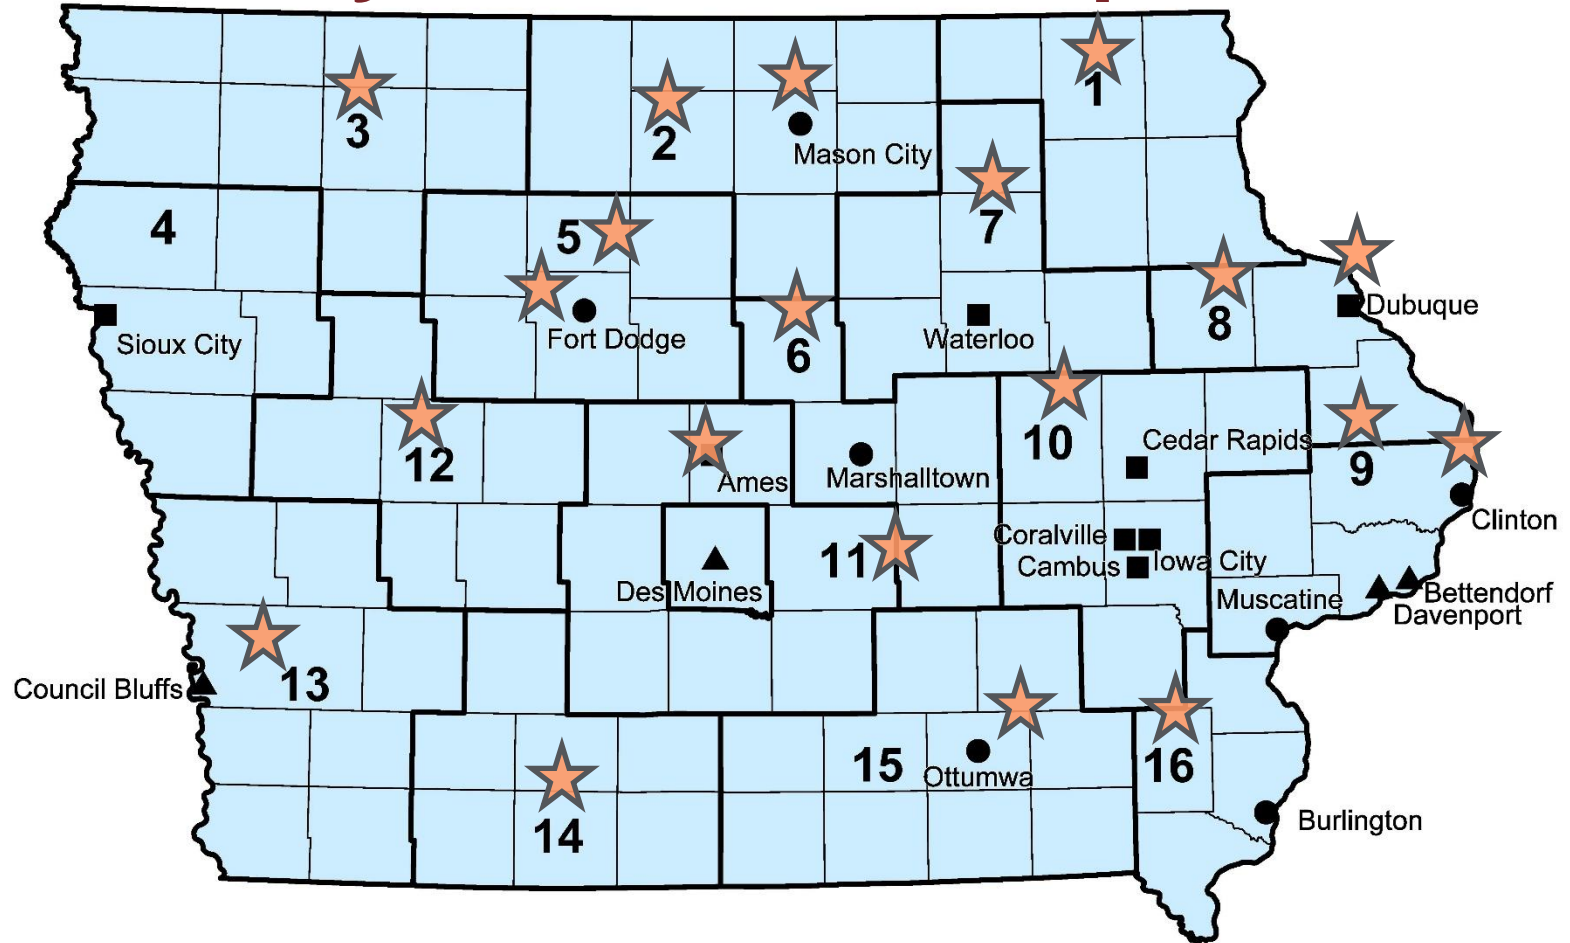 1
3
2
Mason City
4
5
7
Dubuque
8
Sioux City
Fort Dodge
Waterloo
6
12
10
Cedar Rapids
9
Ames
Marshalltown
Clinton
11
Coralville
Iowa City
Cambus
Des Moines
Muscatine
Bettendorf
Davenport
Council Bluffs
13
15
16
Ottumwa
14
Burlington